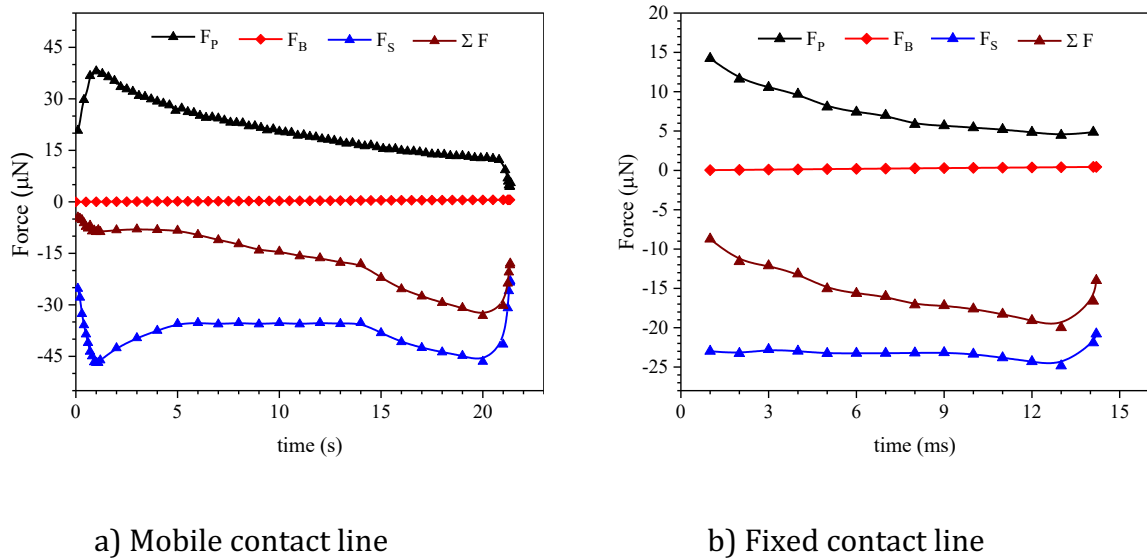 F_P F_B F_S Σ F
45
30
15
0
-15
-30
-45
Force (μN)
0 5 10 15 20
time (s)
a) Mobile contact line
F_P F_B F_S Σ F
20
15
10
5
0
-5
-10
-15
-20
-25
Force (μN)
0 3 6 9 12 15
time (ms)
b) Fixed contact line